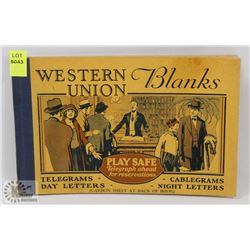 LOT
5043
WESTERN UNION Blanks
PLAY SAFE
Telegraph ahead
for reservations
TELEGRAMS - CABLEGRAMS
DAY LETTERS - NIGHT LETTERS
(CARBON SHEET AT BACK OF BOOK)